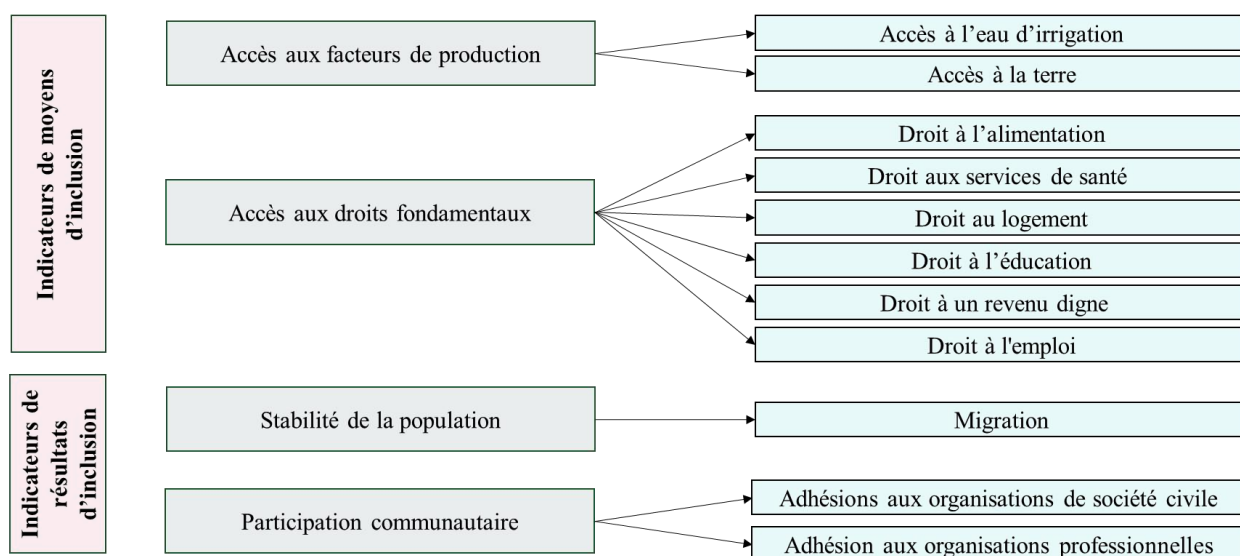 Indicateurs de moyens
d’inclusion
Accès aux facteurs de production
Accès à l’eau d’irrigation
Accès à la terre
Accès aux droits fondamentaux
Droit à l’alimentation
Droit aux services de santé
Droit au logement
Droit à l’éducation
Droit à un revenu digne
Droit à l'emploi
Indicateurs de
résultats
d’inclusion
Stabilité de la population
Migration
Participation communautaire
Adhésions aux organisations de société civile
Adhésion aux organisations professionnelles